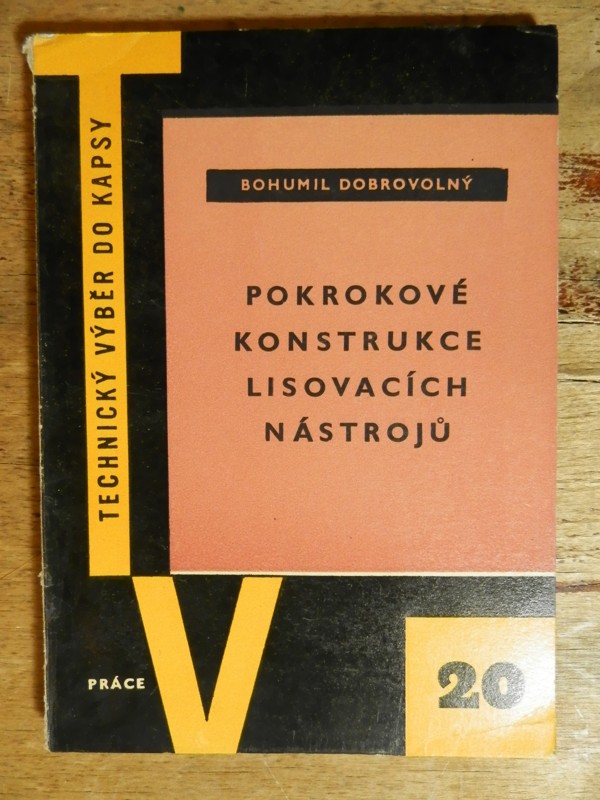 T
TECHNICKÝ VÝBĚR DO KAPSY
BOHUMIL DOBROVOLNÝ
POKROKOVÉ
KONSTRUKCE
LISOVACÍCH
NÁSTROJŮ
V
PRÁCE
20